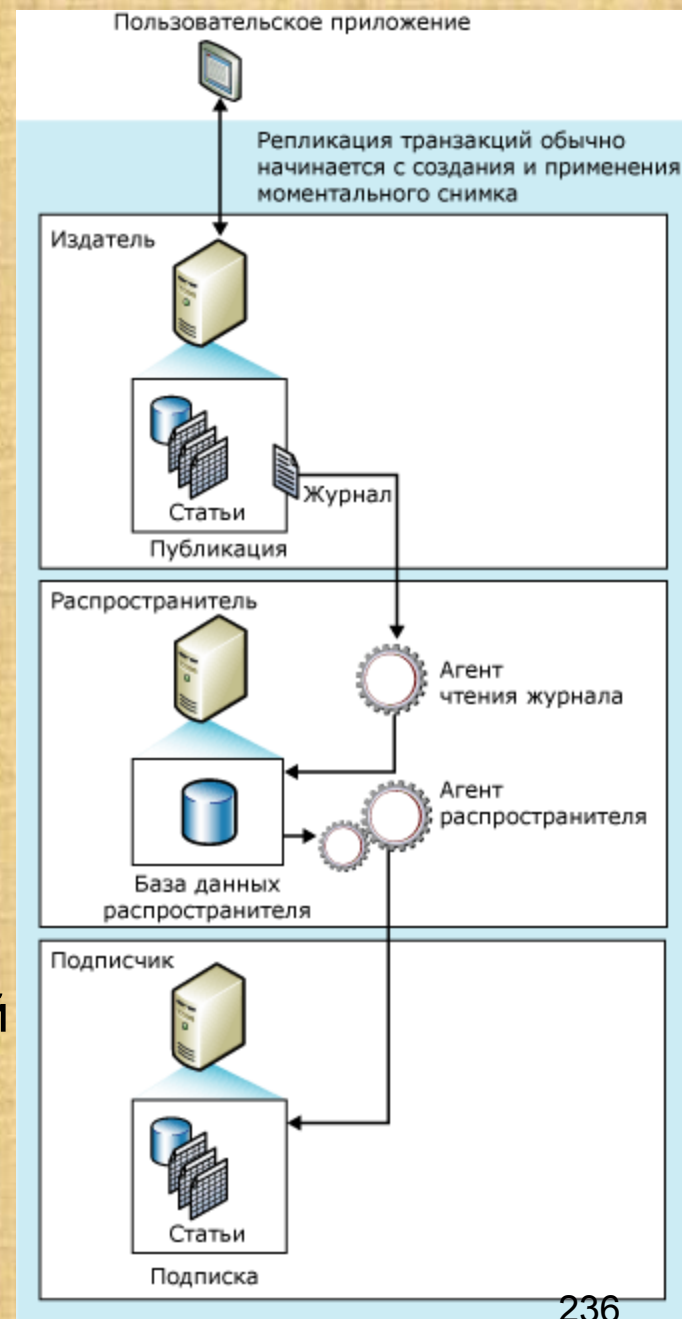 Пользовательское приложение
Репликация транзакций обычно
начинается с создания и применения
моментального снимка
Издатель
Журнал
Статьи
Публикация
Распространитель
Агент
чтения журнала
Агент
распространителя
База данных
распространителя
Подписчик
й
Статьи
Подписка
236